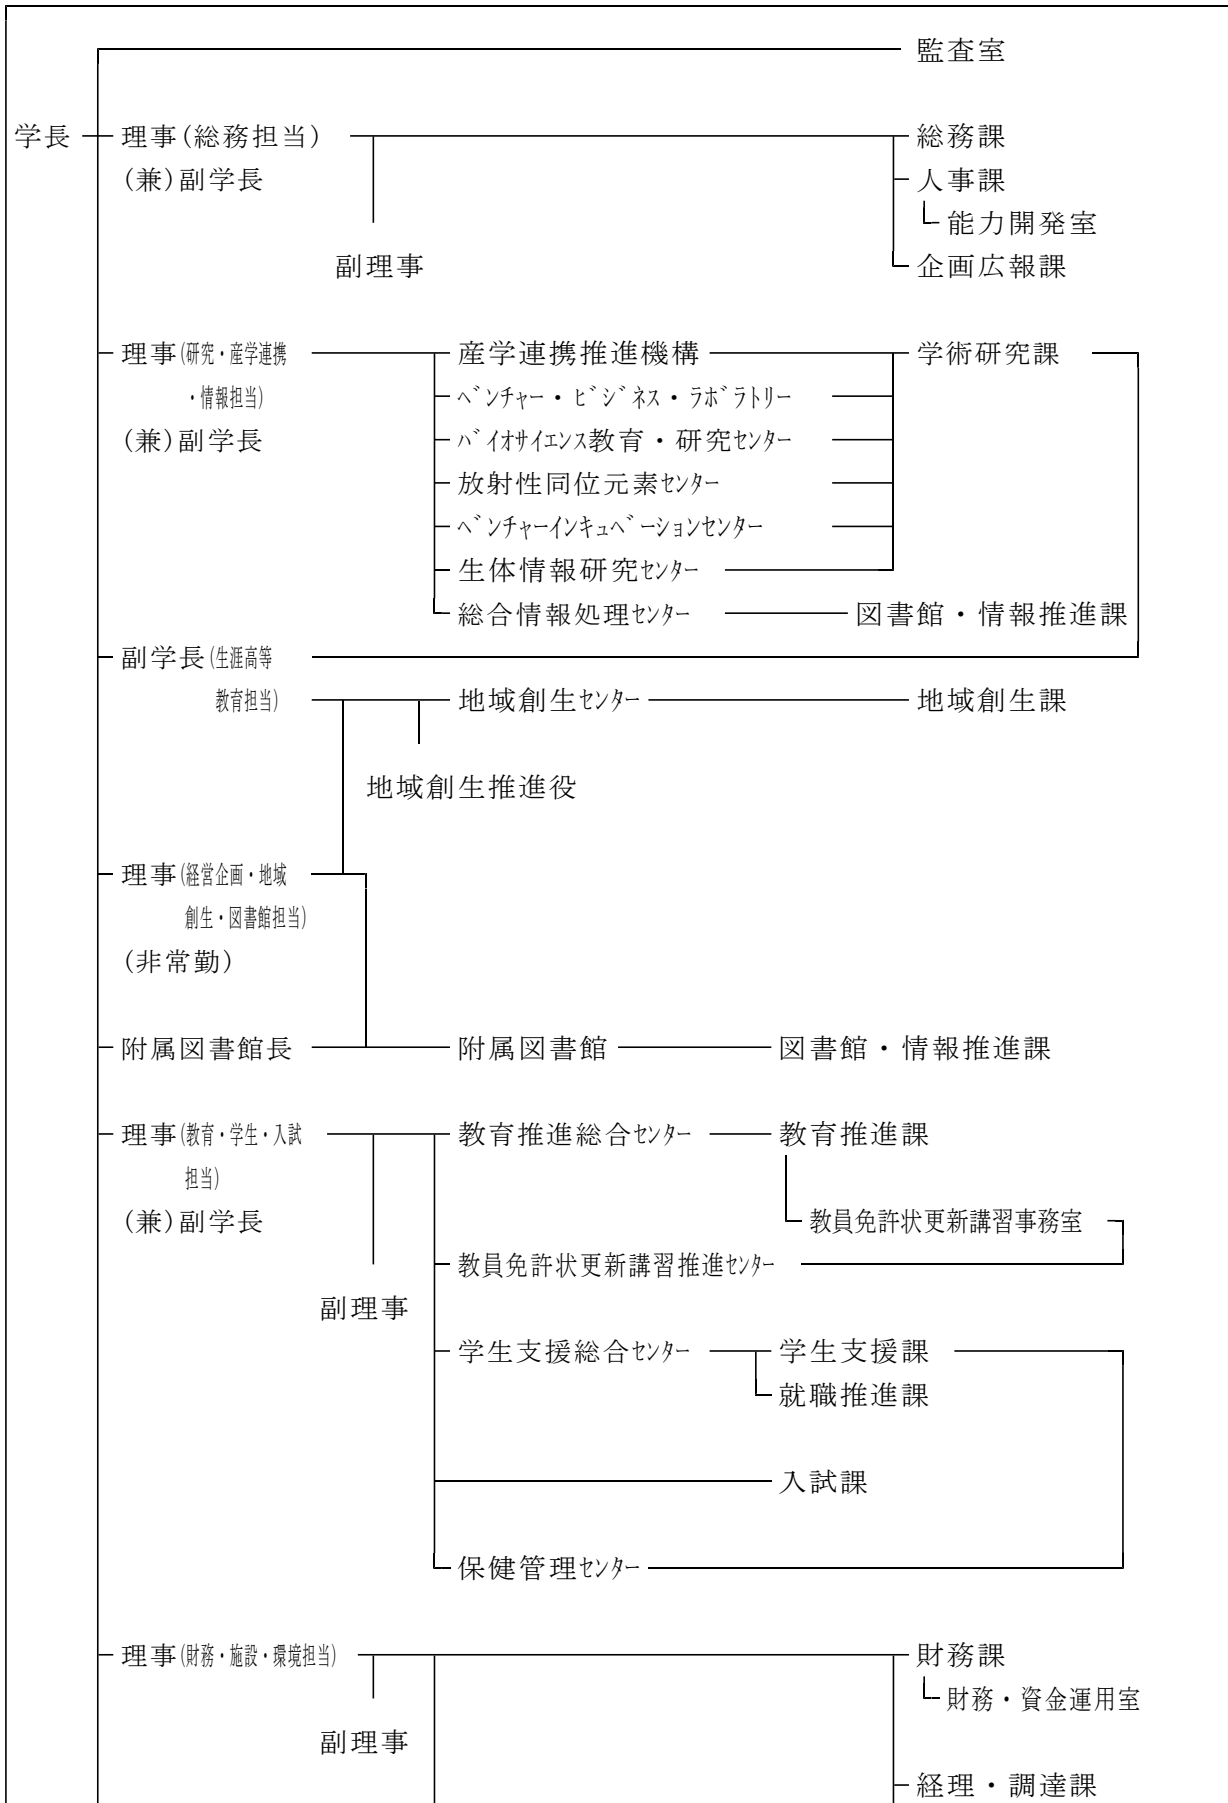 監査室
学長 理事(総務担当) 総務課
(兼)副学長 人事課
能力開発室
副理事 企画広報課
理事(研究・産学連携 産学連携推進機構 学術研究課
・情報担当) ベンチャー・ビジネス・ラボラトリー
(兼)副学長 バイオサイエンス教育・研究センター
放射性同位元素センター
ベンチャーインキュベーションセンター
生体情報研究センター
総合情報処理センター 図書館・情報推進課
副学長(生涯高等
教育担当) 地域創生センター 地域創生課
地域創生推進役
理事(経営企画・地域
創生・図書館担当)
(非常勤)
附属図書館長 附属図書館 図書館・情報推進課
理事(教育・学生・入試 教育推進総合センター 教育推進課
担当)
(兼)副学長 教員免許状更新講習事務室
教員免許状更新講習推進センター
副理事
学生支援総合センター 学生支援課
就職推進課
入試課
保健管理センター
理事(財務・施設・環境担当) 財務課
財務・資金運用室
副理事
経理・調達課